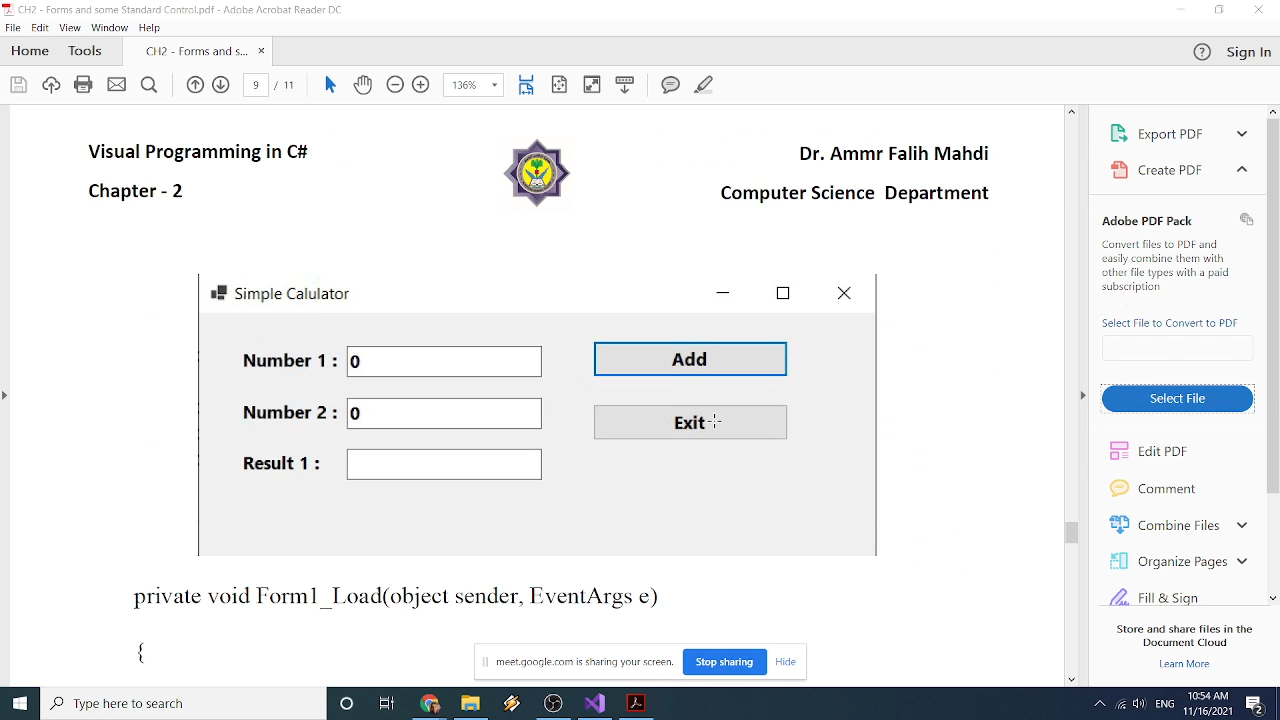 CH2 - Forms and some Standard Control.pdf - Adobe Acrobat Reader DC
File Edit View Window Help
Home Tools CH2 - Forms and s... × Sign In
9 / 11 136%
Visual Programming in C# Dr. Ammr Falih Mahdi
Chapter - 2 Computer Science Department
Simple Calulator
Number 1 : 0 Add
Number 2 : 0 Exit
Result 1 :
private void Form1_Load(object sender, EventArgs e)
{
Export PDF
Create PDF
Adobe PDF Pack
Convert files to PDF and
easily combine them with
other file types with a paid
subscription
Select File to Convert to PDF
Select File
Edit PDF
Comment
Combine Files
Organize Pages
Fill & Sign
Store and share files in the
Document Cloud
Learn More
meet.google.com is sharing your screen. Stop sharing Hide
Type here to search
ENG 10:54 AM
11/16/2021 2